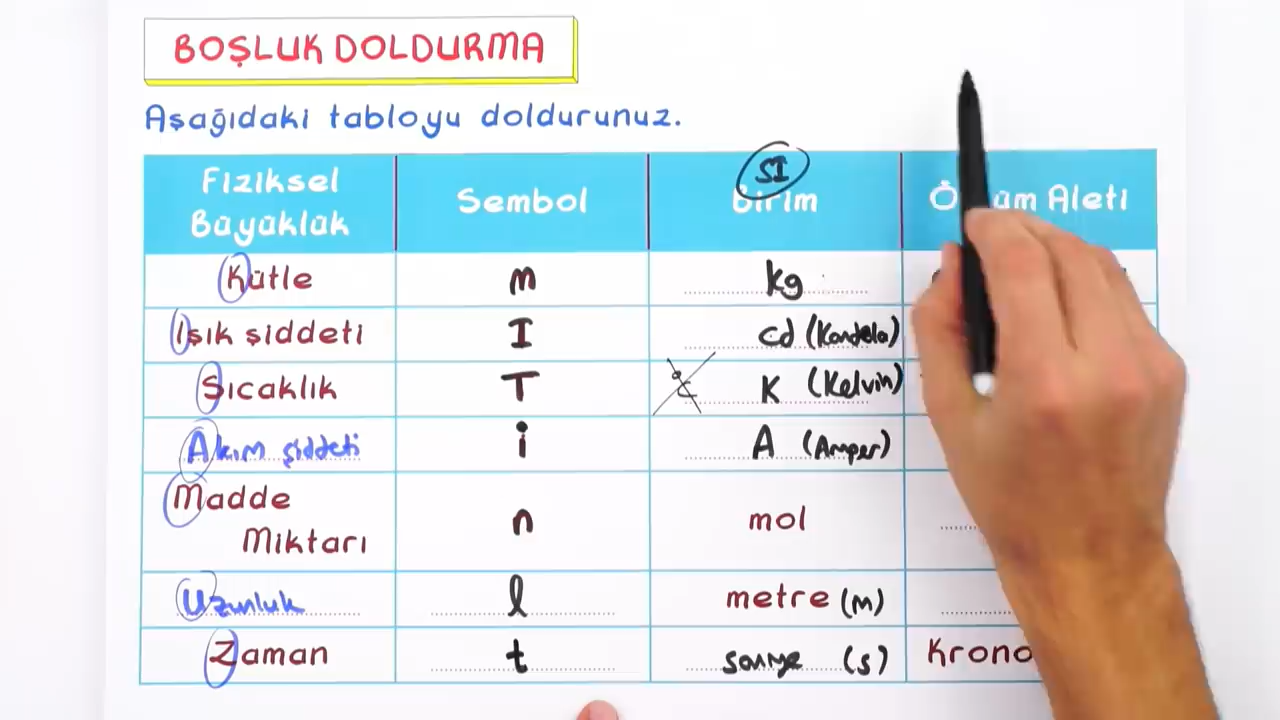 BOŞLUK DOLDURMA
Aşağıdaki tabloyu doldurunuz.
Fiziksel Büyüklük
Sembol
SI
Birim
Aleti
Kütle
m
kg
Işık şiddeti
I
cd (Kandela)
Sıcaklık
T
°C
K (Kelvin)
Akım şiddeti
i
A (Amper)
Madde
Miktarı
n
mol
Uzunluk
l
metre (m)
Zaman
t
saniye (s)
Krono